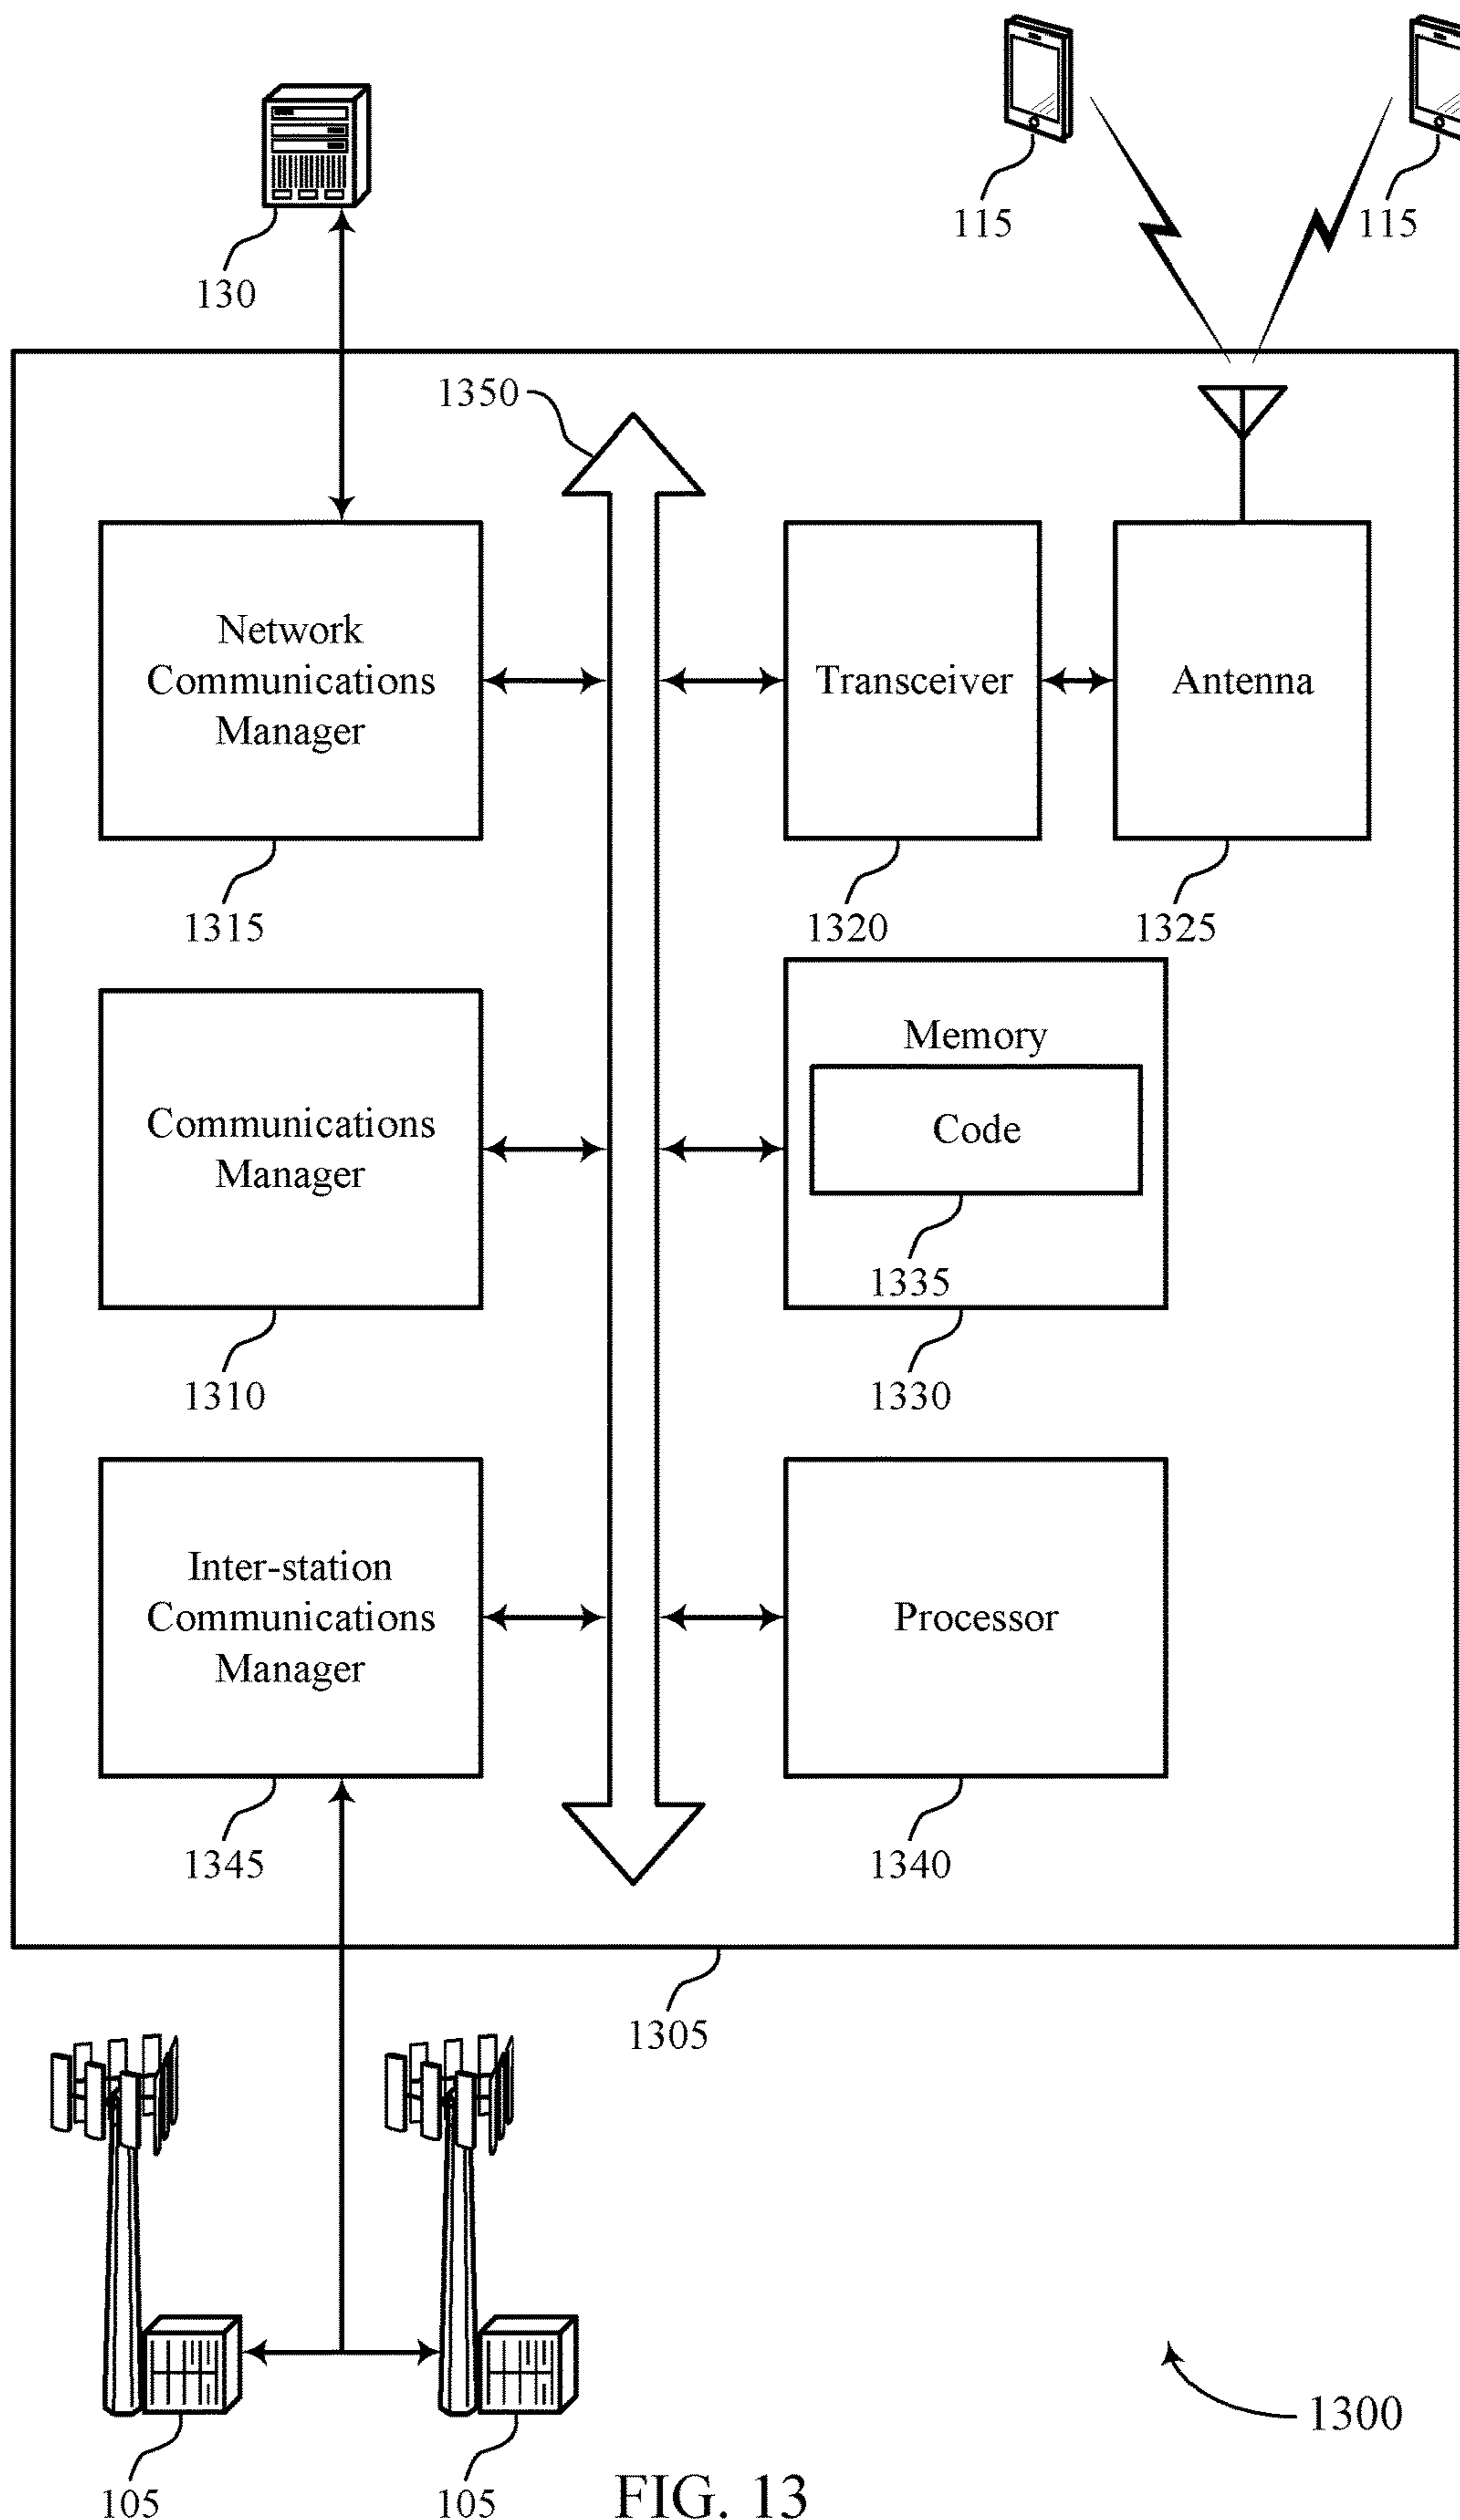 115
115
130
1350
Network
Communications
Manager
Transceiver
Antenna
1315
1320
1325
Memory
Communications
Manager
Code
1335
1310
1330
Inter-station
Communications
Manager
Processor
1345
1340
1305
1300
105
105
FIG. 13